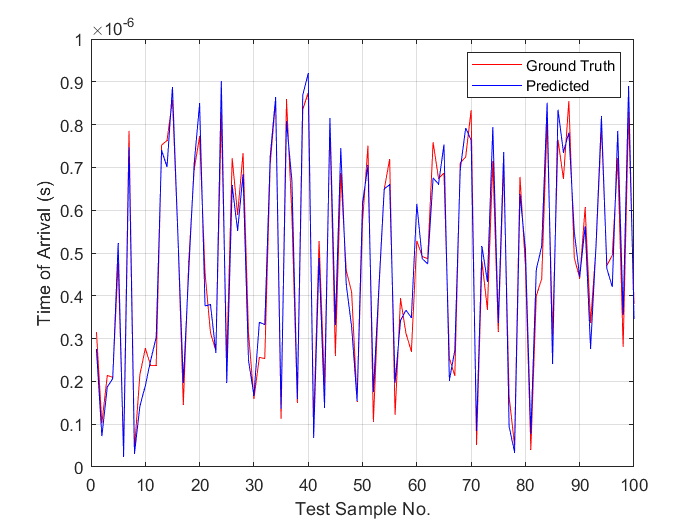 ×10⁻⁶
1
0.9
0.8
0.7
0.6
0.5
0.4
0.3
0.2
0.1
0
Time of Arrival (s)
Ground Truth
Predicted
0 10 20 30 40 50 60 70 80 90 100
Test Sample No.